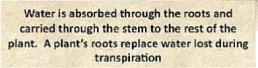 Water is absorbed through the roots and
carried through the stem to the rest of the
plant.  A plant's roots replace water lost during
transpiration